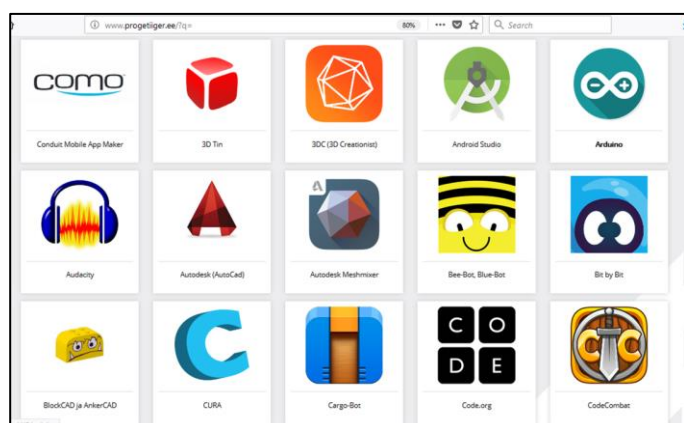 www.progetiiger.ee/?q=
80%
Search
COMO
Conduit Mobile App Maker
3D Tin
3DC (3D Creationist)
Android Studio
Arduino
Audacity
Autodesk (AutoCad)
Autodesk Meshmixer
Bee-Bot, Blue-Bot
Bit by Bit
BlockCAD ja AnkerCAD
CURA
Cargo-Bot
CO
DE
Code.org
CodeCombat